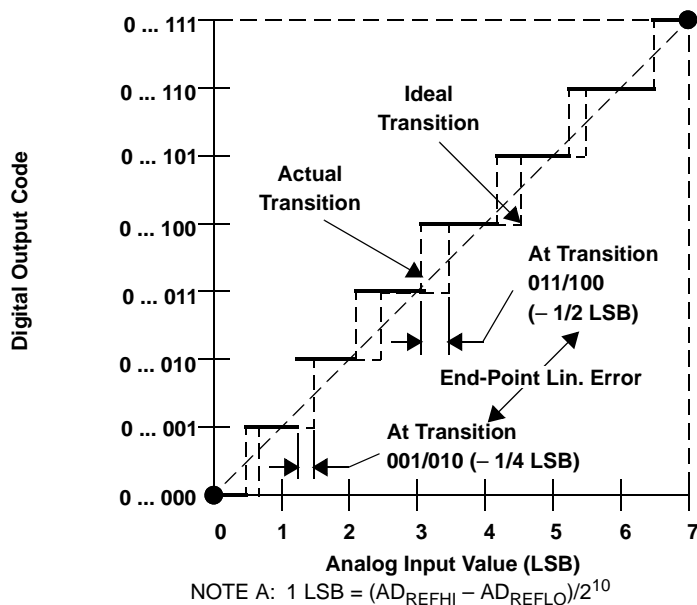 0 ... 111
0 ... 110
0 ... 101
0 ... 100
0 ... 011
0 ... 010
0 ... 001
0 ... 000
Digital Output Code
Ideal
Transition
Actual
Transition
At Transition
011/100
(– 1/2 LSB)
End-Point Lin. Error
At Transition
001/010 (– 1/4 LSB)
0 1 2 3 4 5 6 7
Analog Input Value (LSB)
NOTE A: 1 LSB = (AD_REFHI – AD_REFLO)/2^10